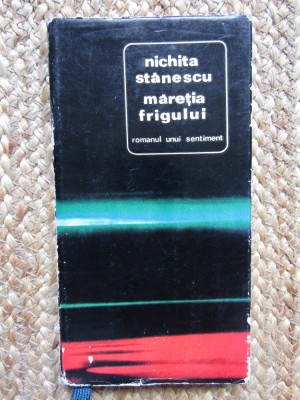 nichita
stănescu
măreția
frigului
romanul unui sentiment